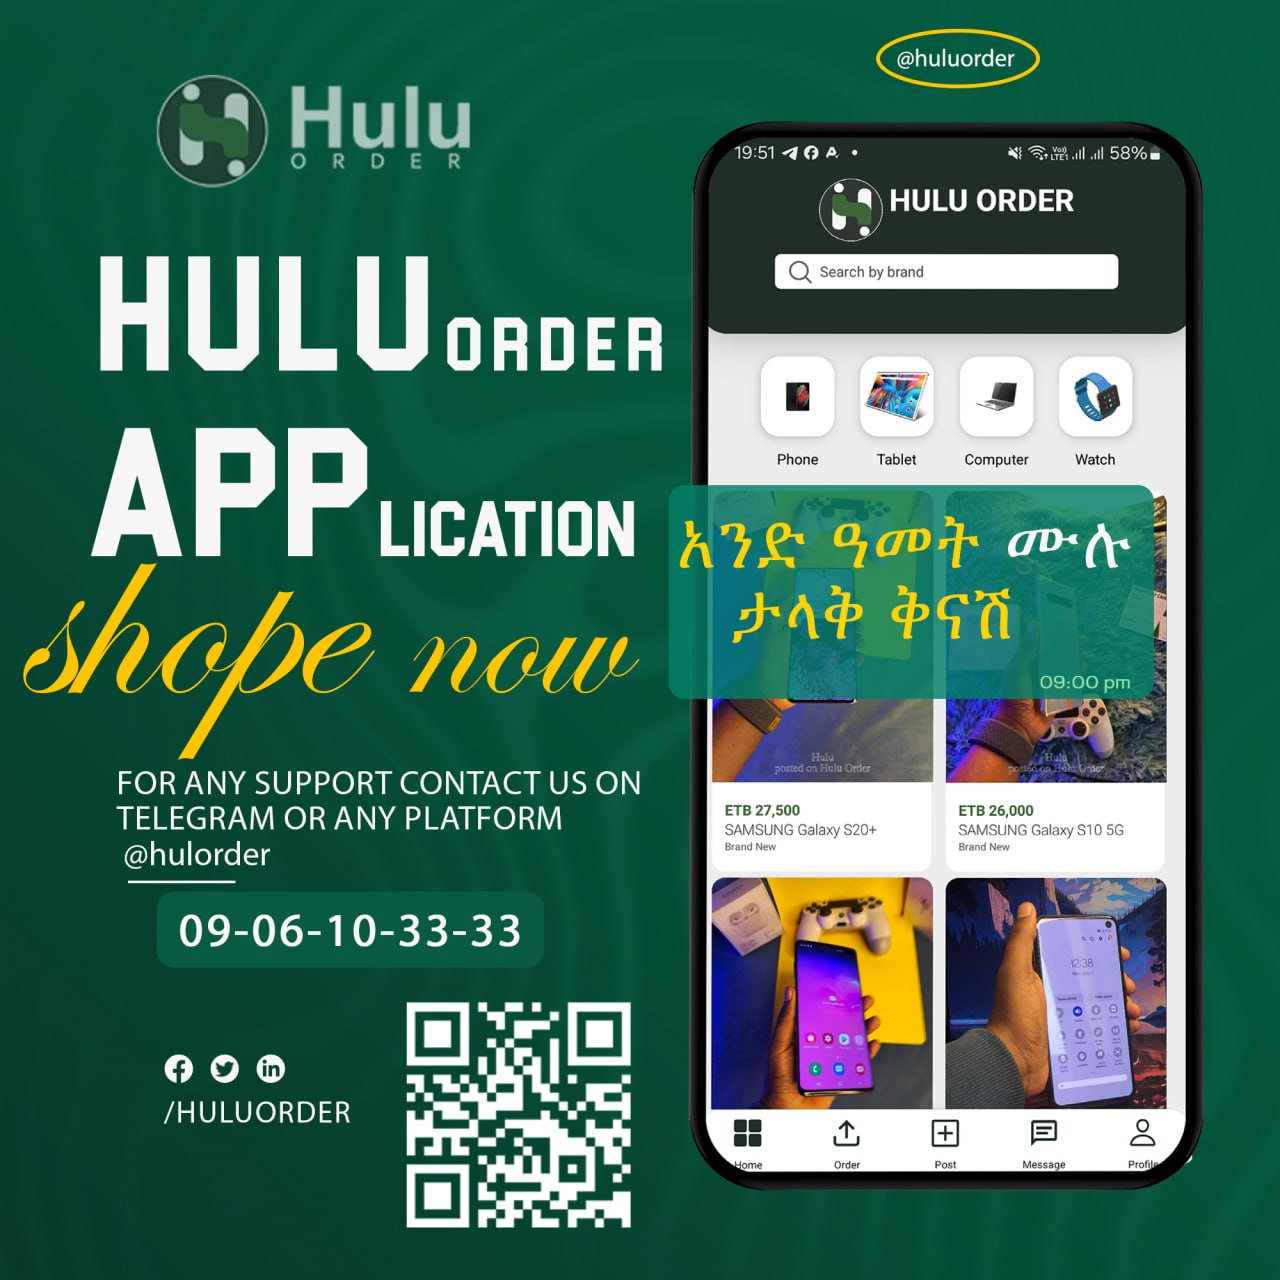 @huluorder
Hulu
ORDER
HULU ORDER
APPLICATION
shope now
FOR ANY SUPPORT CONTACT US ON
TELEGRAM OR ANY PLATFORM
@hulorder
09-06-10-33-33
/HULUORDER
19:51
58%
HULU ORDER
Search by brand
Phone Tablet Computer Watch
አንድ ዓመት ሙሉ
ታላቅ ቅናሽ
09:00 pm
Hulu
posted on Hulu Order
Hulu
posted on Hulu Order
ETB 27,500
SAMSUNG Galaxy S20+
Brand New
ETB 26,000
SAMSUNG Galaxy S10 5G
Brand New
12:38
Home Order Post Message Profile